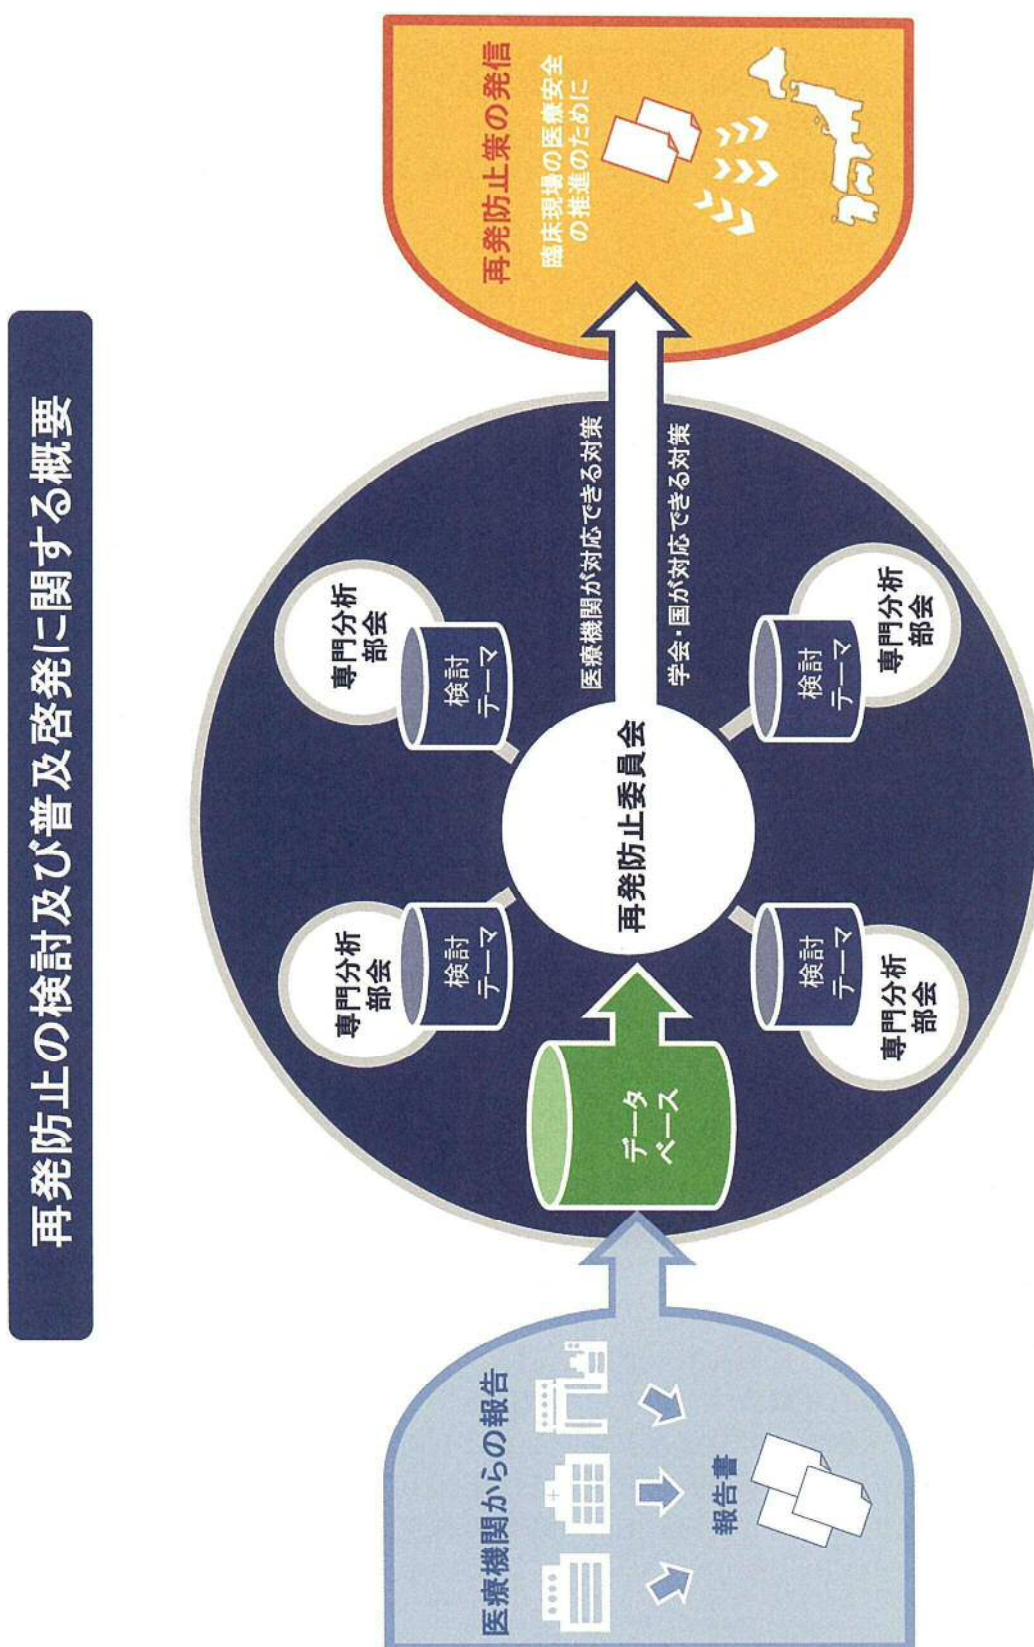 再発防止の検討及び普及啓発に関する概要
医療機関からの報告
報告書
データ
ベース
専門分析
部会
検討
テーマ
専門分析
部会
検討
テーマ
再発防止委員会
専門分析
部会
検討
テーマ
専門分析
部会
検討
テーマ
医療機関が対応できる対策
学会・国が対応できる対策
再発防止策の発信
臨床現場の医療安全
の推進のために